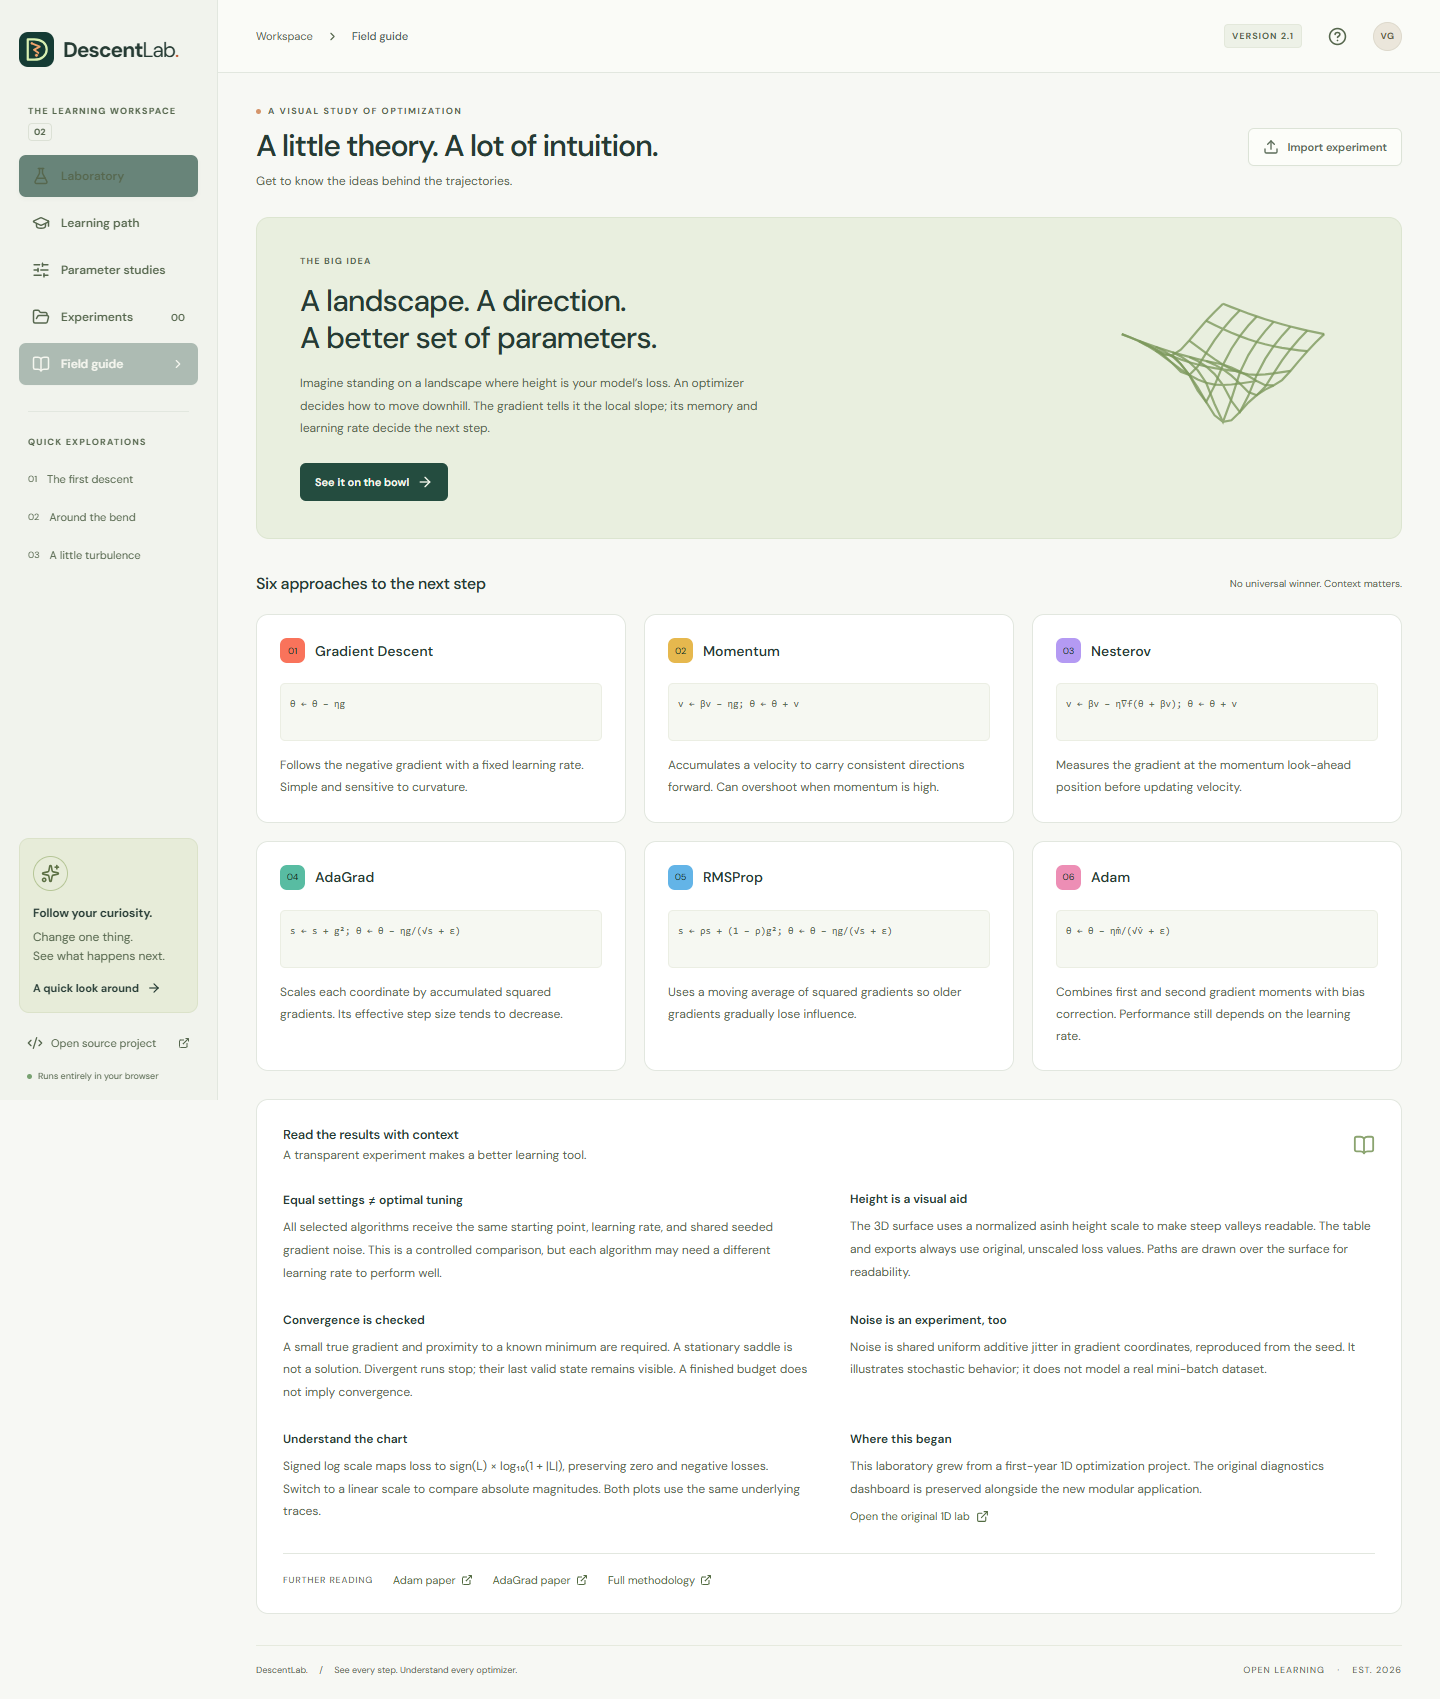 DescentLab.
THE LEARNING WORKSPACE
02
Laboratory
Learning path
Parameter studies
Experiments 00
Field guide
QUICK EXPLORATIONS
01 The first descent
02 Around the bend
03 A little turbulence
Follow your curiosity.
Change one thing.
See what happens next.
A quick look around
Open source project
Runs entirely in your browser
Workspace > Field guide
VERSION 2.1
VG
A VISUAL STUDY OF OPTIMIZATION
A little theory. A lot of intuition.
Get to know the ideas behind the trajectories.
Import experiment
THE BIG IDEA
A landscape. A direction.
A better set of parameters.
Imagine standing on a landscape where height is your model's loss. An optimizer
decides how to move downhill. The gradient tells it the local slope; its memory and
learning rate decide the next step.
See it on the bowl →
Six approaches to the next step
No universal winner. Context matters.
01 Gradient Descent
θ ← θ − ηg
Follows the negative gradient with a fixed learning rate.
Simple and sensitive to curvature.
02 Momentum
v ← βv − ηg; θ ← θ + v
Accumulates a velocity to carry consistent directions
forward. Can overshoot when momentum is high.
03 Nesterov
v ← βv − η∇f(θ + βv); θ ← θ + v
Measures the gradient at the momentum look-ahead
position before updating velocity.
04 AdaGrad
s ← s + g²; θ ← θ − ηg/(√s + ε)
Scales each coordinate by accumulated squared
gradients. Its effective step size tends to decrease.
05 RMSProp
s ← ρs + (1 − ρ)g²; θ ← θ − ηg/(√s + ε)
Uses a moving average of squared gradients so older
gradients gradually lose influence.
06 Adam
θ ← θ − ηm̂/(√v̂ + ε)
Combines first and second gradient moments with bias
correction. Performance still depends on the learning
rate.
Read the results with context
A transparent experiment makes a better learning tool.
Equal settings ≠ optimal tuning
All selected algorithms receive the same starting point, learning rate, and shared seeded
gradient noise. This is a controlled comparison, but each algorithm may need a different
learning rate to perform well.
Height is a visual aid
The 3D surface uses a normalized asinh height scale to make steep valleys readable. The table
and exports always use original, unscaled loss values. Paths are drawn over the surface for
readability.
Convergence is checked
A small true gradient and proximity to a known minimum are required. A stationary saddle is
not a solution. Divergent runs stop; their last valid state remains visible. A finished budget does
not imply convergence.
Noise is an experiment, too
Noise is shared uniform additive jitter in gradient coordinates, reproduced from the seed. It
illustrates stochastic behavior; it does not model a real mini-batch dataset.
Understand the chart
Signed log scale maps loss to sign(L) × log₁₀(1 + |L|), preserving zero and negative losses.
Switch to a linear scale to compare absolute magnitudes. Both plots use the same underlying
traces.
Where this began
This laboratory grew from a first-year 1D optimization project. The original diagnostics
dashboard is preserved alongside the new modular application.
Open the original 1D lab
FURTHER READING Adam paper AdaGrad paper Full methodology
DescentLab. / See every step. Understand every optimizer.
OPEN LEARNING · EST. 2026